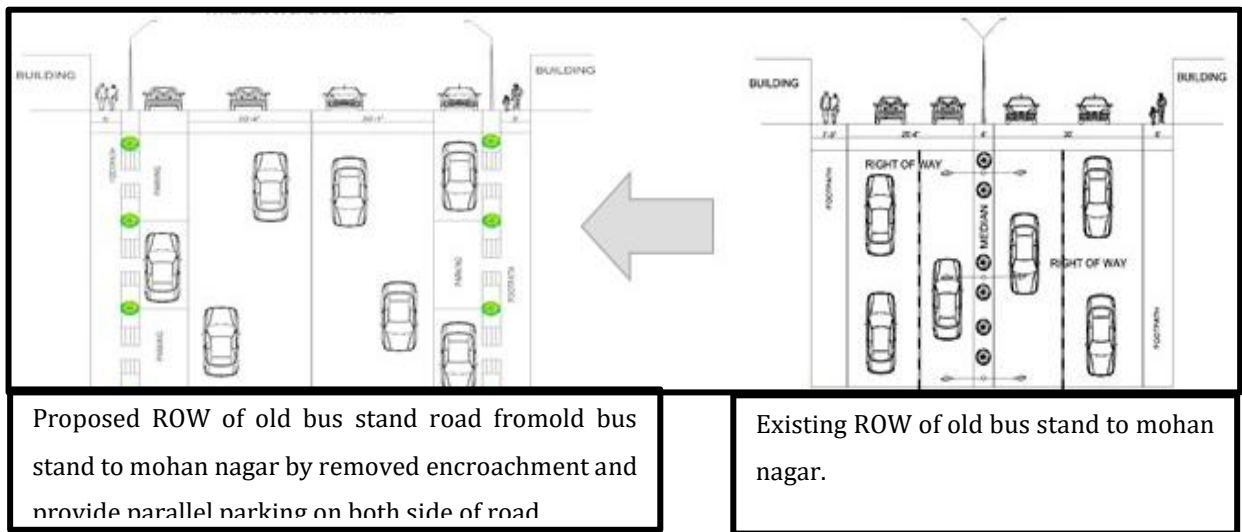 BUILDING
BUILDING
FOOTPATH
PARKING
PARKING
PARKING
FOOTPATH
BUILDING
BUILDING
RIGHT OF WAY
MEDIAN
RIGHT OF WAY
FOOTPATH
FOOTPATH
Proposed ROW of old bus stand road fromold bus
stand to mohan nagar by removed encroachment and
provide parallel parking on both side of road
Existing ROW of old bus stand to mohan
nagar.